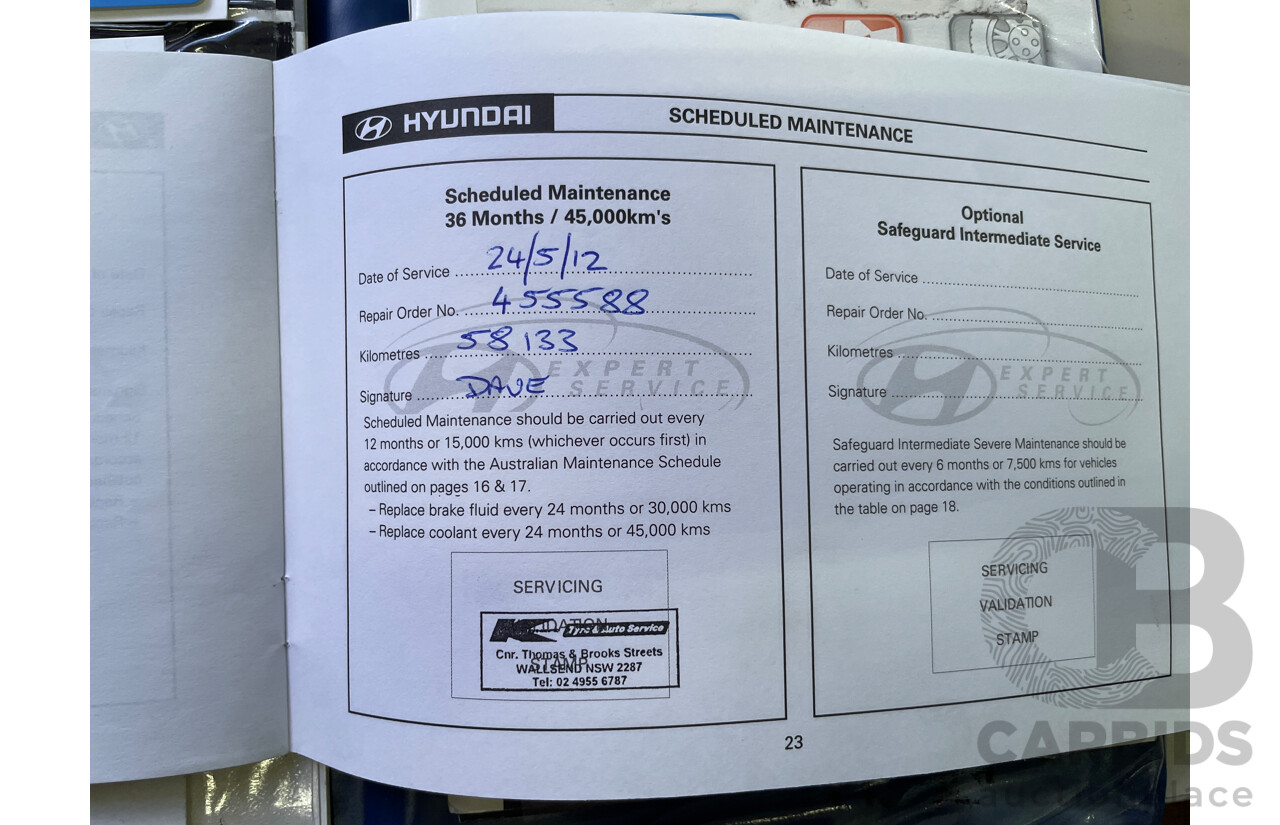 HYUNDAI
SCHEDULED MAINTENANCE
Scheduled Maintenance
36 Months / 45,000km's
Date of Service 24/5/12
Repair Order No. 455588
Kilometres 58133
Signature DAVE
EXPERT
SERVICE
Scheduled Maintenance should be carried out every
12 months or 15,000 kms (whichever occurs first) in
accordance with the Australian Maintenance Schedule
outlined on pages 16 & 17.
– Replace brake fluid every 24 months or 30,000 kms
– Replace coolant every 24 months or 45,000 kms
SERVICING
VALIDATION
STAMP
Tyre & Auto Service
Cnr. Thomas & Brooks Streets
WALLSEND NSW 2287
Tel: 02 4955 6787
Optional
Safeguard Intermediate Service
Date of Service
Repair Order No.
Kilometres
Signature
EXPERT
SERVICE
Safeguard Intermediate Severe Maintenance should be
carried out every 6 months or 7,500 kms for vehicles
operating in accordance with the conditions outlined in
the table on page 18.
SERVICING
VALIDATION
STAMP
23
CB
CARBIDS
auctions place